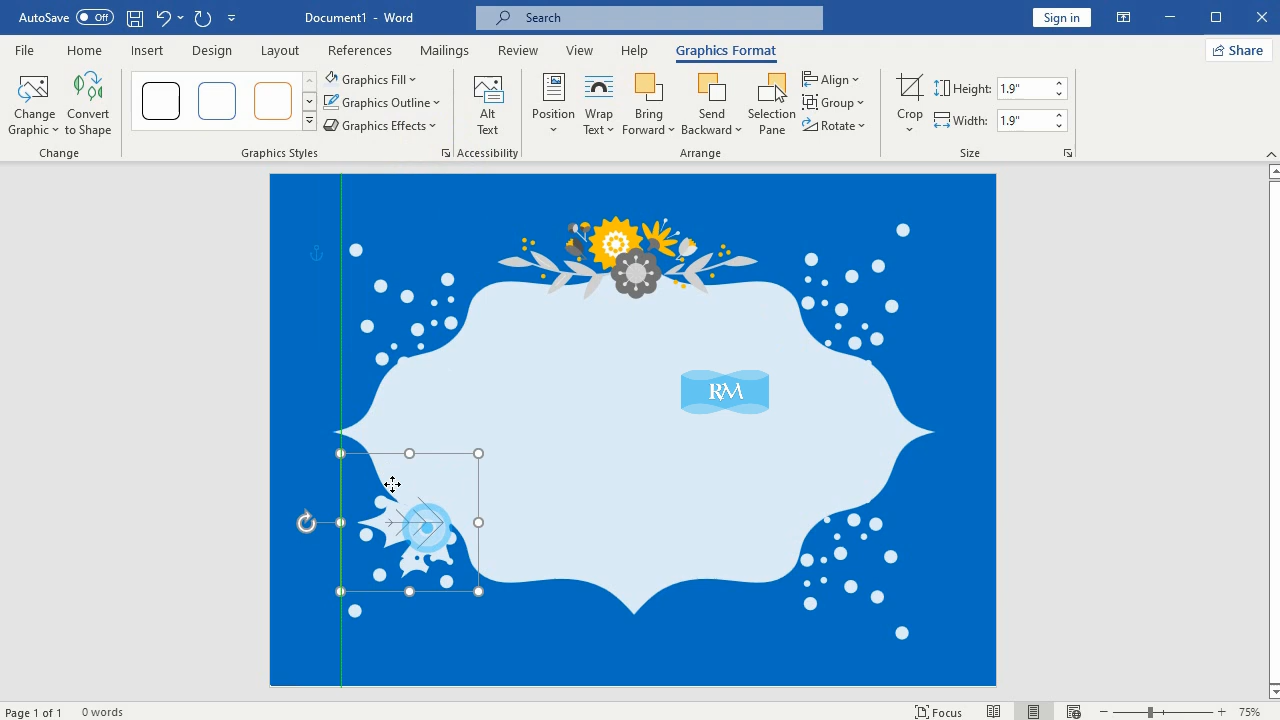 AutoSave Off Document1 - Word Search Sign in
File Home Insert Design Layout References Mailings Review View Help Graphics Format Share
Change Graphic
Convert to Shape
Change
Graphics Fill
Graphics Outline
Graphics Effects
Graphics Styles
Alt Text
Accessibility
Position
Wrap Text
Bring Forward
Send Backward
Selection Pane
Align
Group
Rotate
Arrange
Crop
Height: 1.9"
Width: 1.9"
Size
RM
Page 1 of 1 0 words Focus 75%